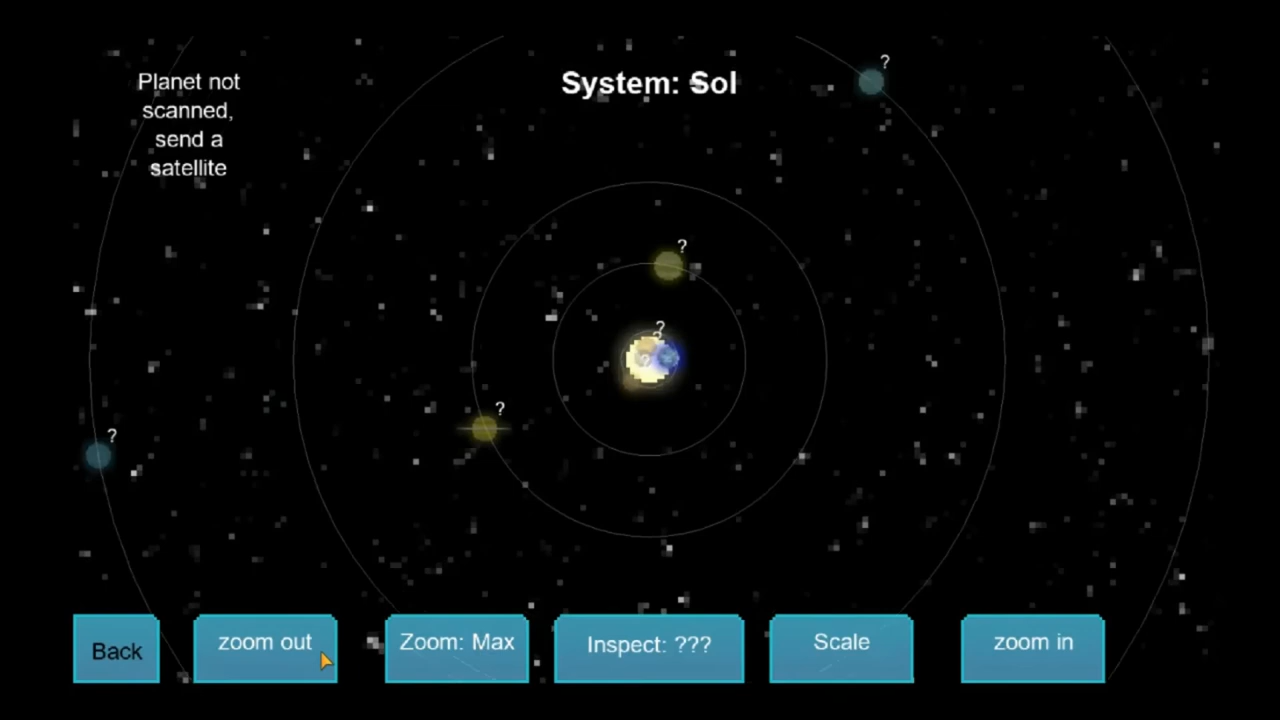 Planet not
scanned,
send a
satellite
System: Sol
?
?
?
?
?
?
Back
zoom out
Zoom: Max
Inspect: ???
Scale
zoom in